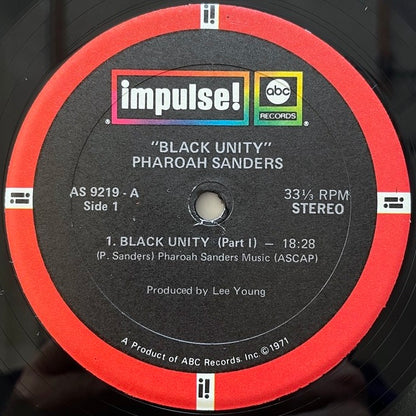 impulse!
abc
RECORDS
"BLACK UNITY"
PHAROAH SANDERS
AS 9219 - A
Side 1
33⅓ RPM
STEREO
1. BLACK UNITY (Part I) — 18:28
(P. Sanders) Pharoah Sanders Music (ASCAP)
Produced by Lee Young
A Product of ABC Records, Inc. © 1971